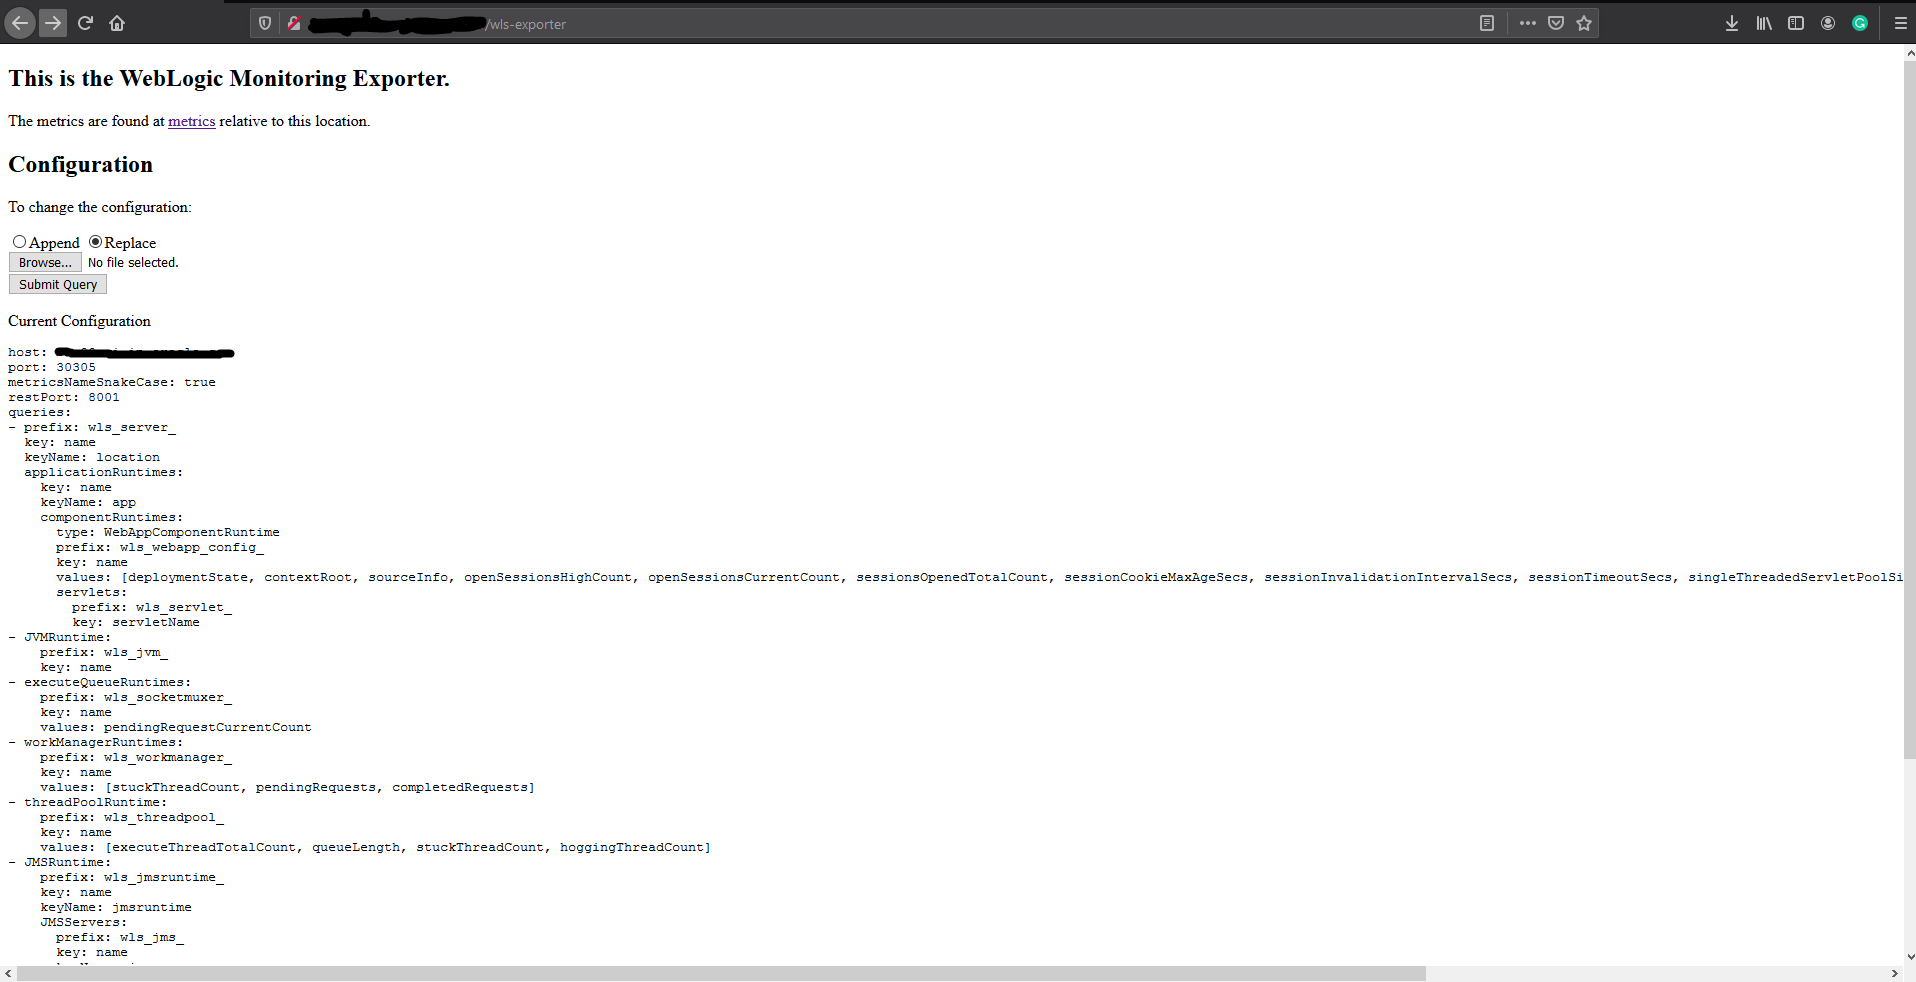 /wls-exporter
This is the WebLogic Monitoring Exporter.
The metrics are found at metrics relative to this location.
Configuration
To change the configuration:
Append Replace
Browse... No file selected.
Submit Query
Current Configuration
host:
port: 30305
metricsNameSnakeCase: true
restPort: 8001
queries:
- prefix: wls_server_
key: name
keyName: location
applicationRuntimes:
key: name
keyName: app
componentRuntimes:
type: WebAppComponentRuntime
prefix: wls_webapp_config_
key: name
values: [deploymentState, contextRoot, sourceInfo, openSessionsHighCount, openSessionsCurrentCount, sessionsOpenedTotalCount, sessionCookieMaxAgeSecs, sessionInvalidationIntervalSecs, sessionTimeoutSecs, singleThreadedServletPoolSi
servlets:
prefix: wls_servlet_
key: servletName
- JVMRuntime:
prefix: wls_jvm_
key: name
- executeQueueRuntimes:
prefix: wls_socketmuxer_
key: name
values: pendingRequestCurrentCount
- workManagerRuntimes:
prefix: wls_workmanager_
key: name
values: [stuckThreadCount, pendingRequests, completedRequests]
- threadPoolRuntime:
prefix: wls_threadpool_
key: name
values: [executeThreadTotalCount, queueLength, stuckThreadCount, hoggingThreadCount]
- JMSRuntime:
prefix: wls_jmsruntime_
key: name
keyName: jmsruntime
JMSServers:
prefix: wls_jms_
key: name